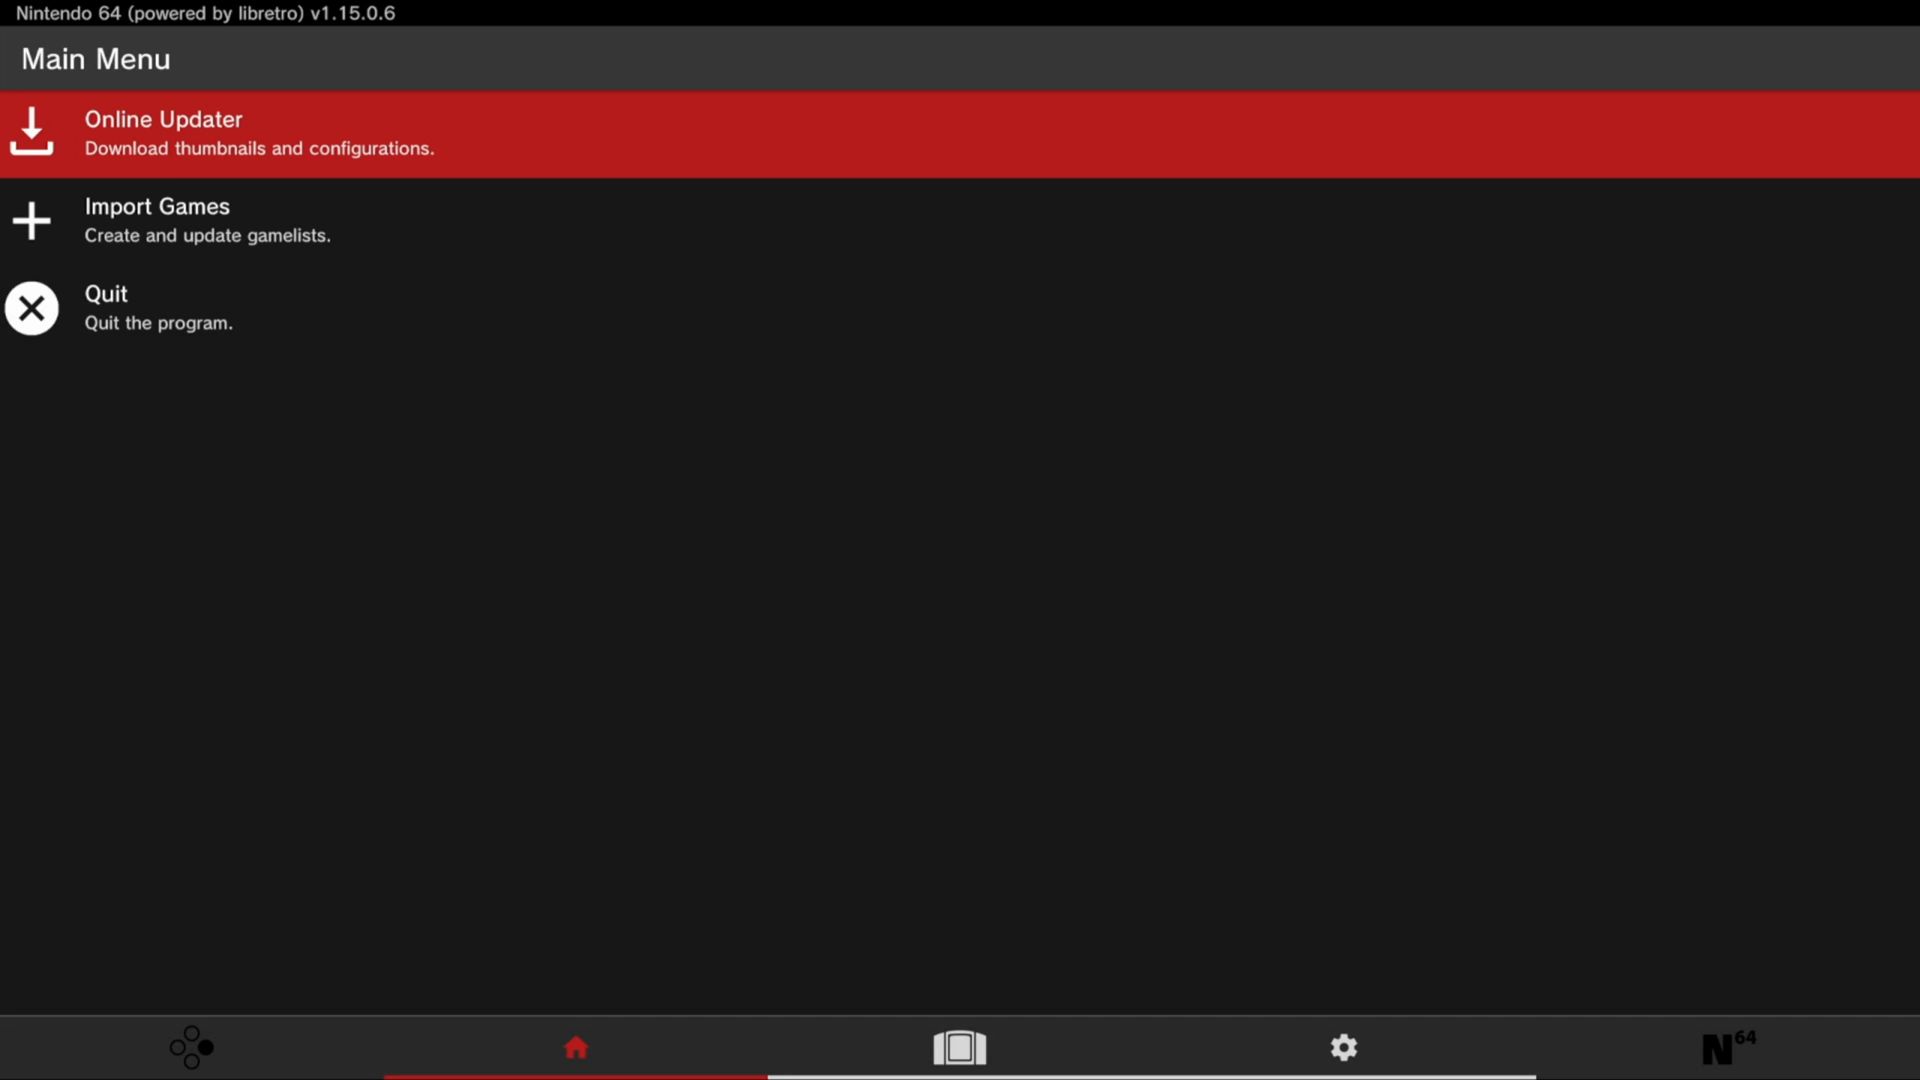 Nintendo 64 (powered by libretro) v1.15.0.6
Main Menu
Online Updater
Download thumbnails and configurations.
Import Games
Create and update gamelists.
Quit
Quit the program.
N64